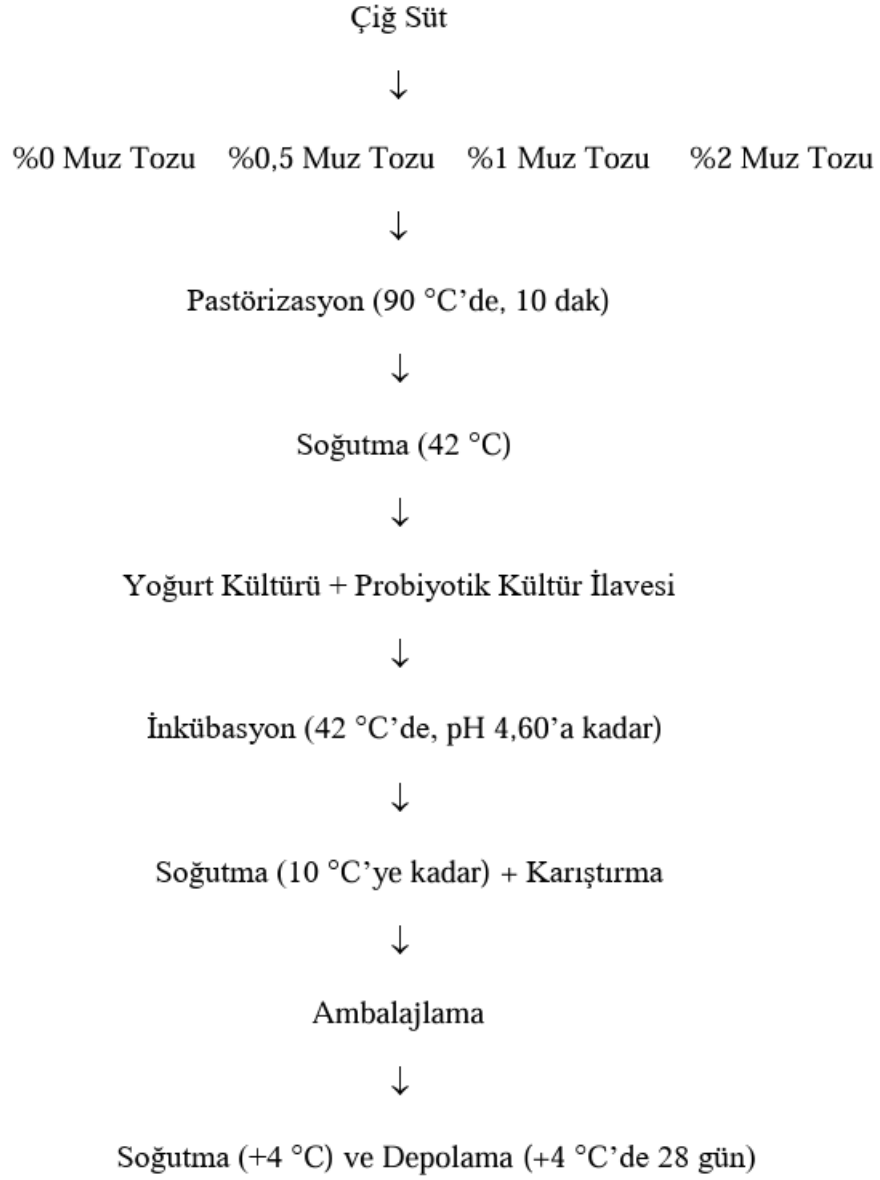 Çiğ Süt
↓
%0 Muz Tozu %0,5 Muz Tozu %1 Muz Tozu %2 Muz Tozu
↓
Pastörizasyon (90 °C’de, 10 dak)
↓
Soğutma (42 °C)
↓
Yoğurt Kültürü + Probiyotik Kültür İlavesi
↓
İnkübasyon (42 °C’de, pH 4,60’a kadar)
↓
Soğutma (10 °C’ye kadar) + Karıştırma
↓
Ambalajlama
↓
Soğutma (+4 °C) ve Depolama (+4 °C’de 28 gün)